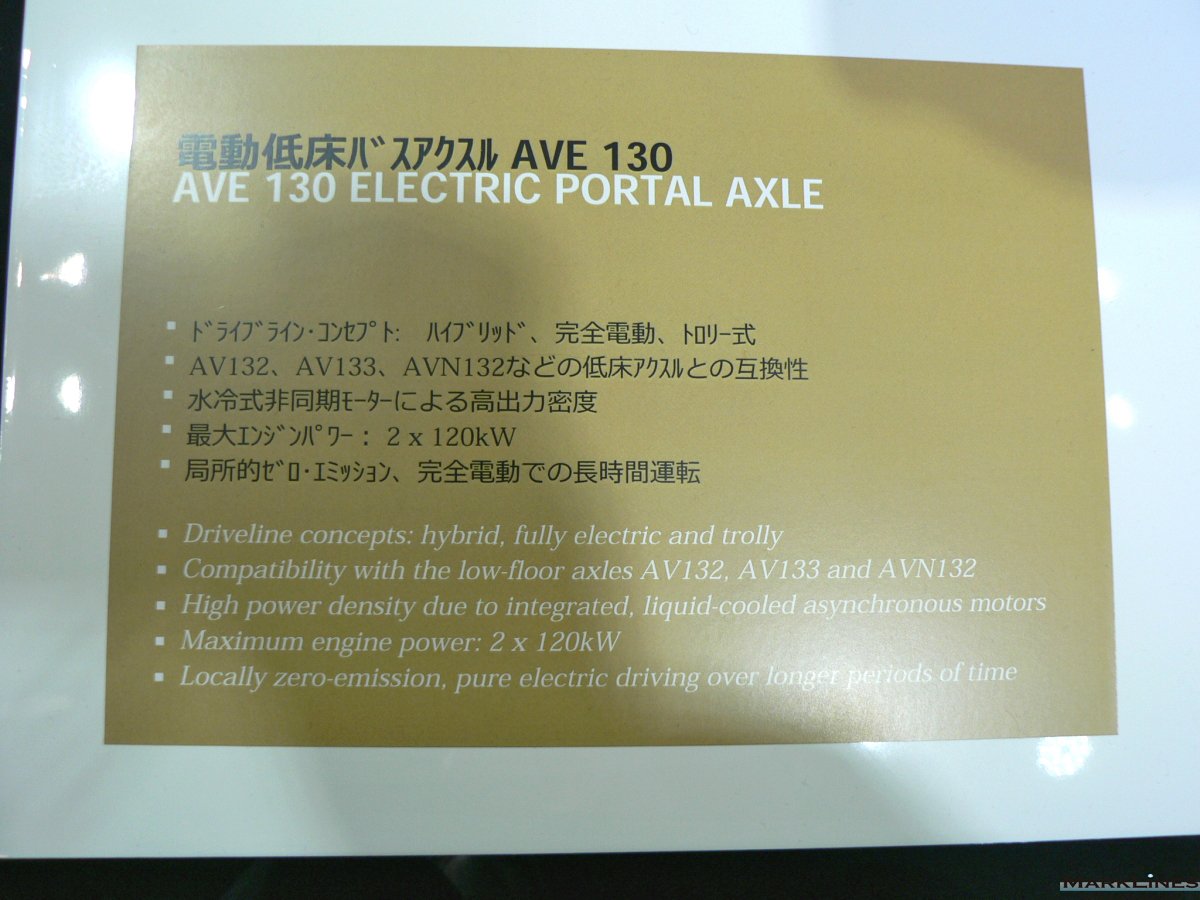 電動低床ﾊﾞｽｱｸｽﾙ AVE 130
AVE 130 ELECTRIC PORTAL AXLE
▪ ﾄﾞﾗｲﾌﾞﾗｲﾝ･ｺﾝｾﾌﾟﾄ: ﾊｲﾌﾞﾘｯﾄﾞ、完全電動、ﾄﾛﾘｰ式
▪ AV132、AV133、AVN132などの低床ｱｸｽﾙとの互換性
▪ 水冷式非同期ﾓｰﾀｰによる高出力密度
▪ 最大ｴﾝｼﾞﾝﾊﾟﾜｰ： 2 x 120kW
▪ 局所的ｾﾞﾛ･ｴﾐｯｼｮﾝ、完全電動での長時間運転
▪ Driveline concepts: hybrid, fully electric and trolly
▪ Compatibility with the low-floor axles AV132, AV133 and AVN132
▪ High power density due to integrated, liquid-cooled asynchronous motors
▪ Maximum engine power: 2 x 120kW
▪ Locally zero-emission, pure electric driving over longer periods of time
MARKLINES